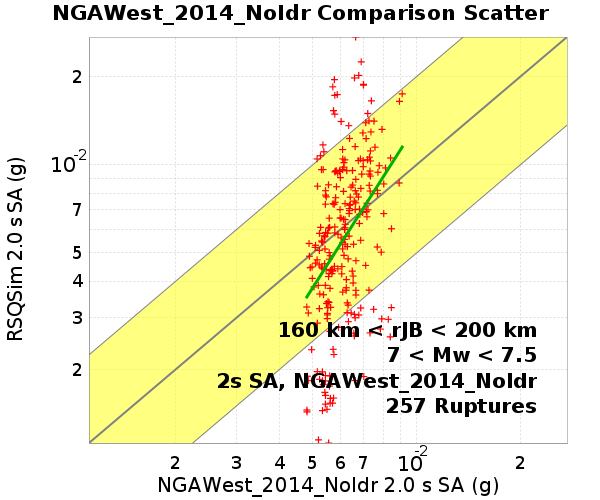 NGAWest_2014_NoIdr Comparison Scatter
RSQSim 2.0 s SA (g)
2
10-2
7
5
4
3
2
160 km < rJB < 200 km
7 < Mw < 7.5
2s SA, NGAWest_2014_NoIdr
257 Ruptures
2 3 4 5 6 7 10-2 2
NGAWest_2014_NoIdr 2.0 s SA (g)